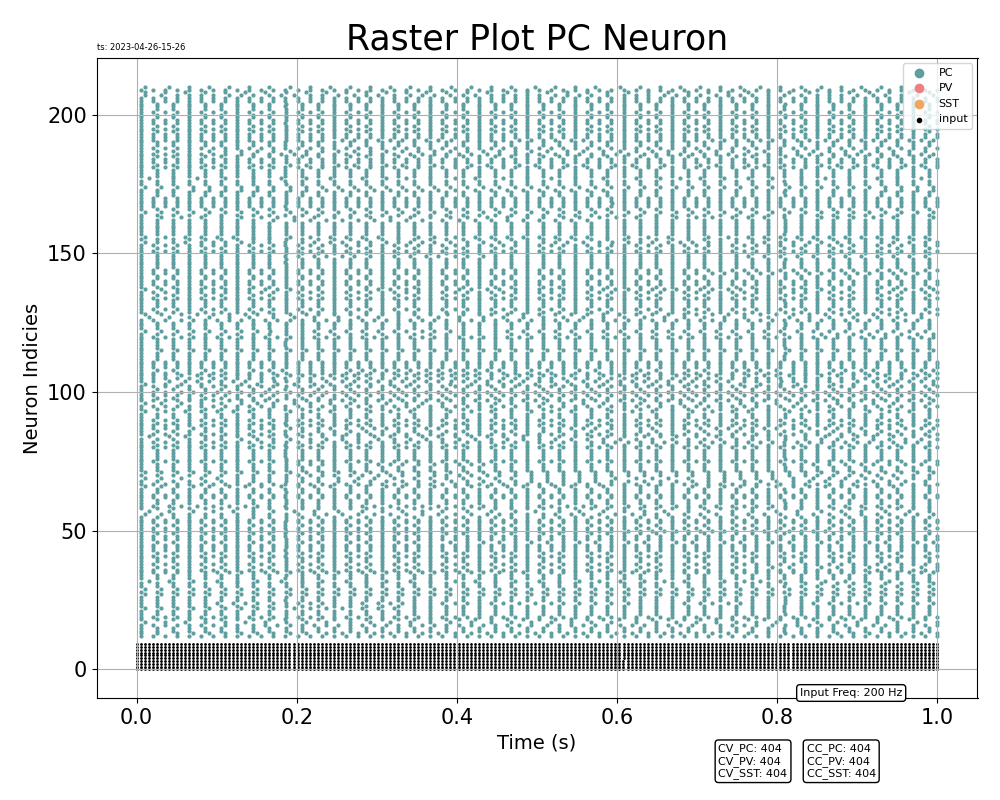 Raster Plot PC Neuron
ts: 2023-04-26-15-26
PC
PV
SST
input
200
150
100
50
0
Neuron Indicies
Input Freq: 200 Hz
0.0 0.2 0.4 0.6 0.8 1.0
Time (s)
CV_PC: 404
CV_PV: 404
CV_SST: 404
CC_PC: 404
CC_PV: 404
CC_SST: 404